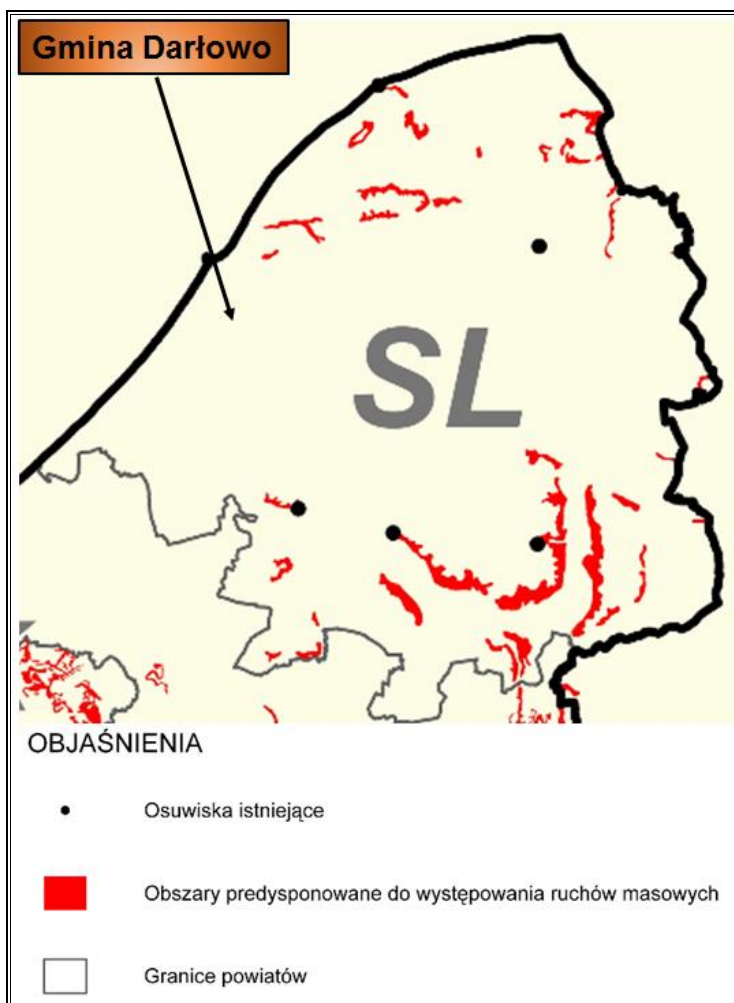 Gmina Darłowo
SL
OBJAŚNIENIA
Osuwiska istniejące
Obszary predysponowane do występowania ruchów masowych
Granice powiatów